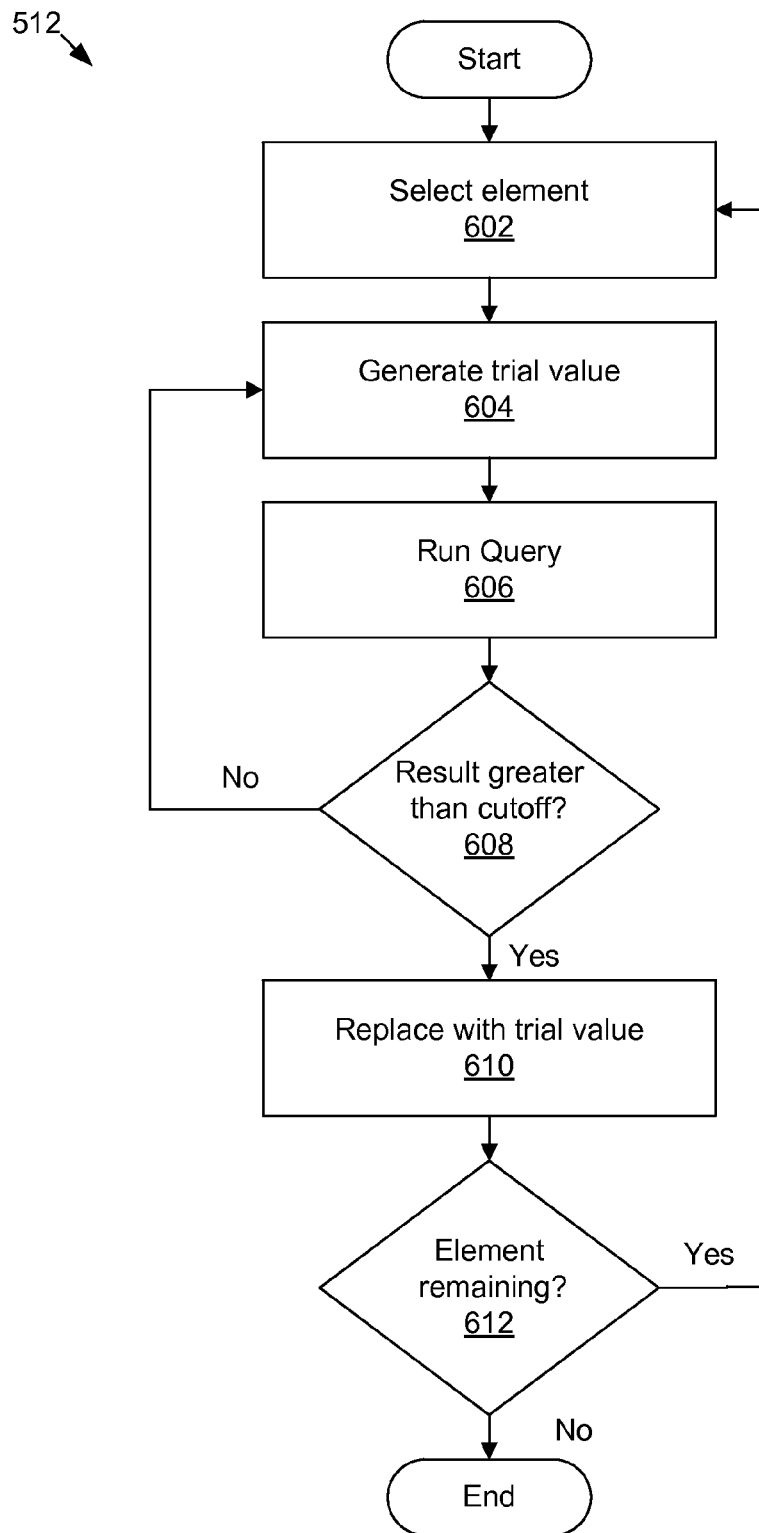 512
Start
Select element
602
Generate trial value
604
Run Query
606
Result greater
than cutoff?
608
No
Yes
Replace with trial value
610
Element
remaining?
612
Yes
No
End